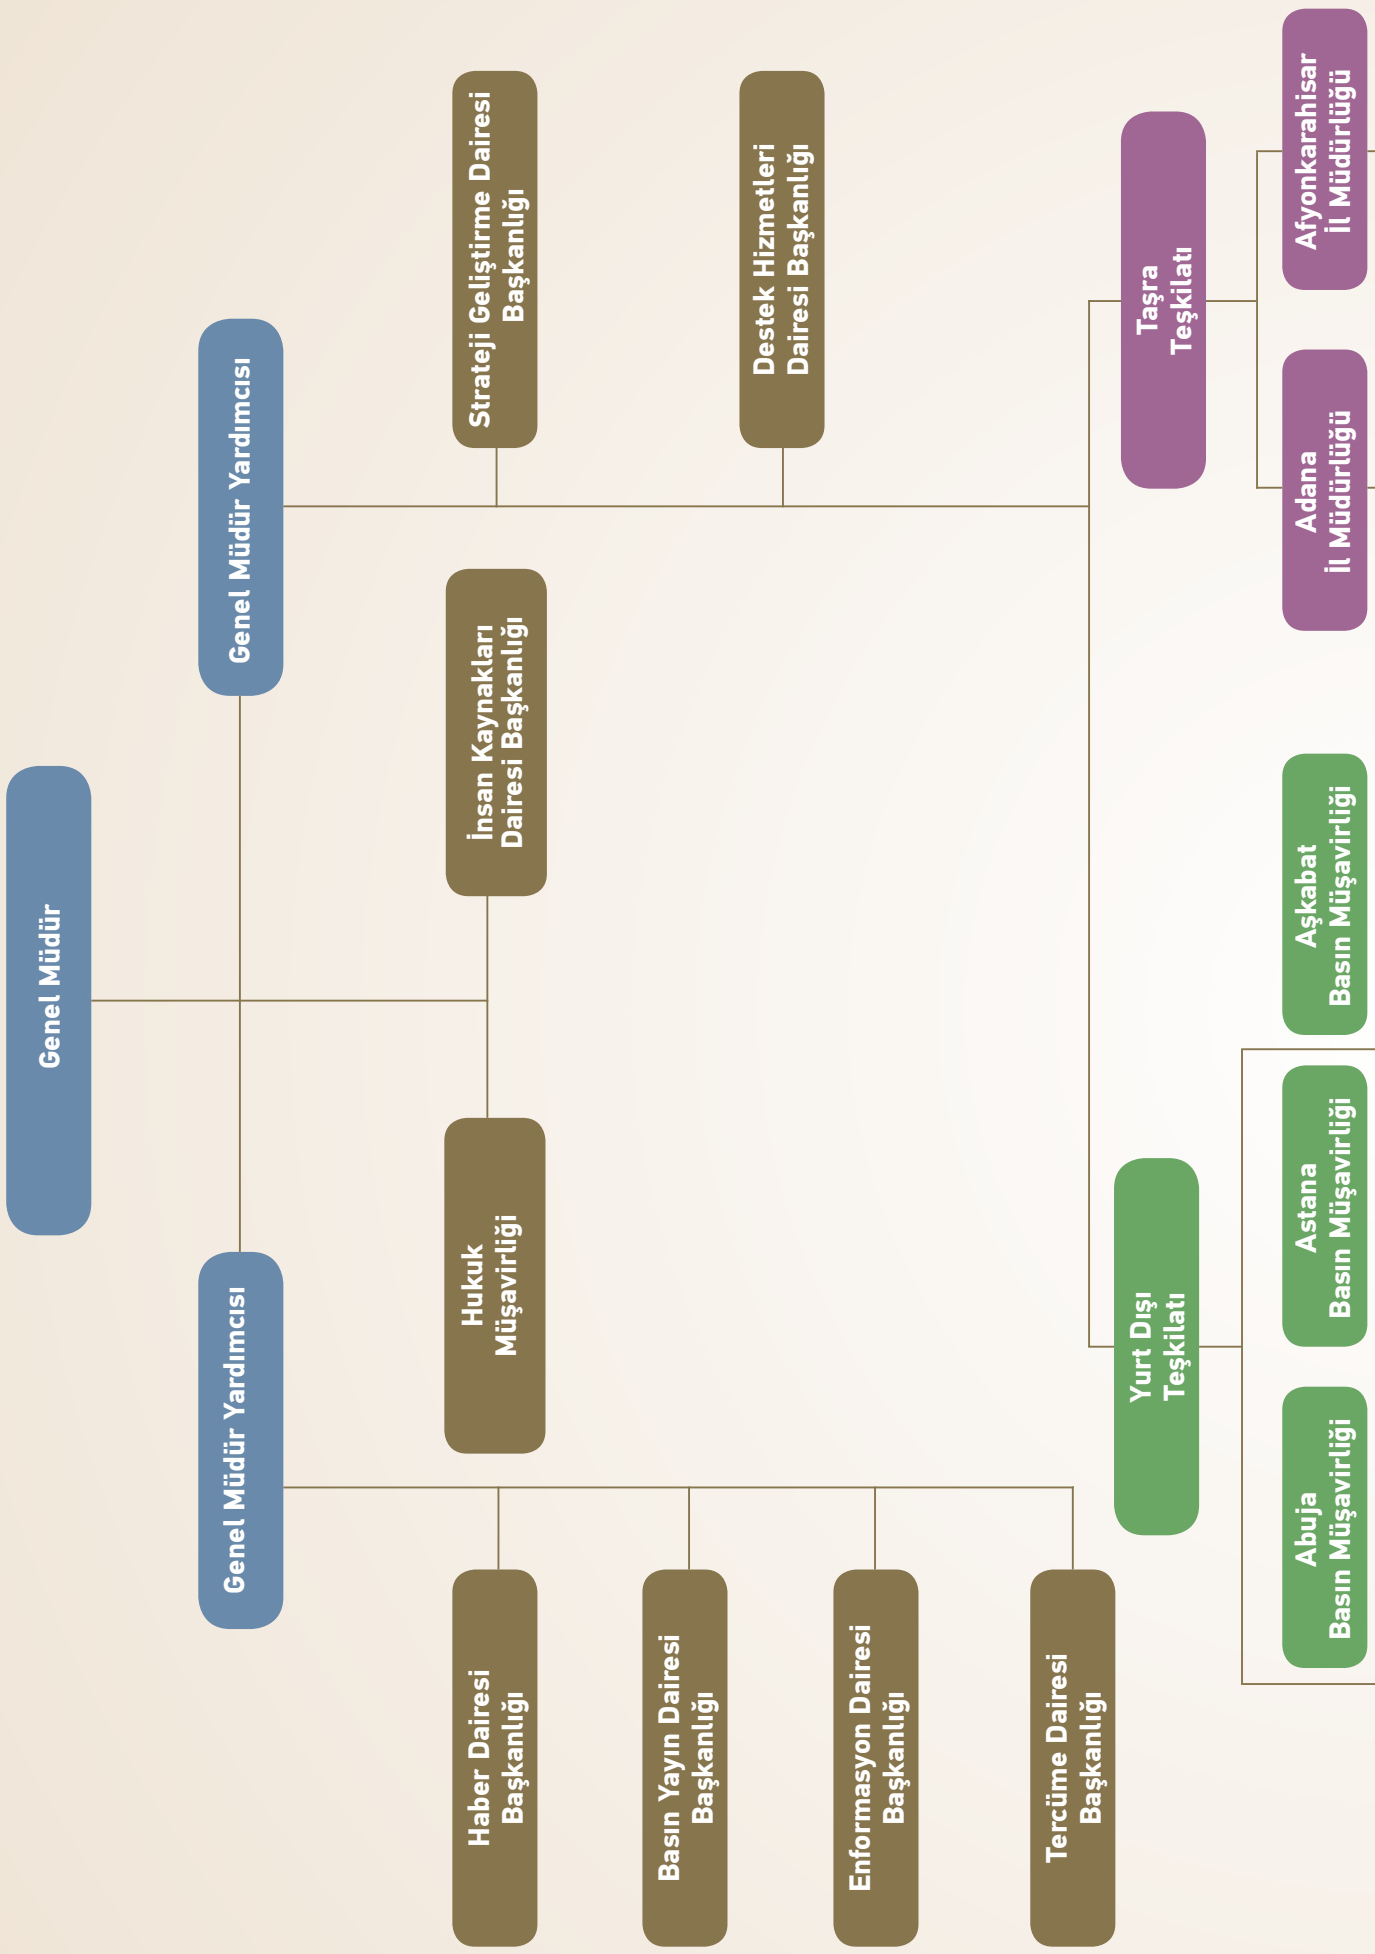 Genel Müdür
Genel Müdür Yardımcısı
Genel Müdür Yardımcısı
Hukuk
Müşavirliği
İnsan Kaynakları
Dairesi Başkanlığı
Haber Dairesi
Başkanlığı
Basın Yayın Dairesi
Başkanlığı
Enformasyon Dairesi
Başkanlığı
Tercüme Dairesi
Başkanlığı
Strateji Geliştirme Dairesi
Başkanlığı
Destek Hizmetleri
Dairesi Başkanlığı
Yurt Dışı
Teşkilatı
Taşra
Teşkilatı
Abuja
Basın Müşavirliği
Astana
Basın Müşavirliği
Aşkabat
Basın Müşavirliği
Adana
İl Müdürlüğü
Afyonkarahisar
İl Müdürlüğü